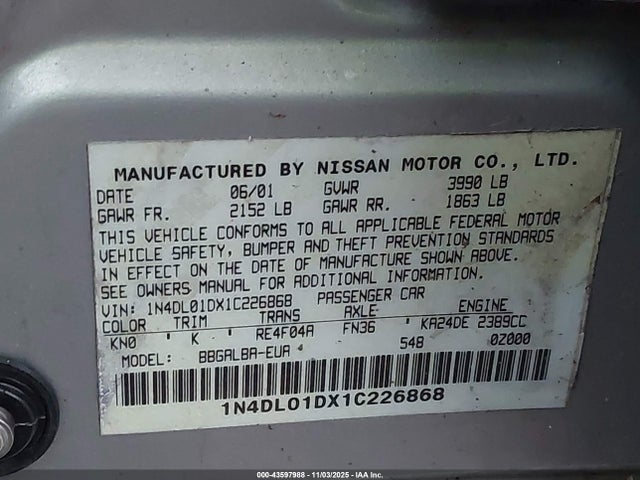 MANUFACTURED BY NISSAN MOTOR CO., LTD.
DATE 06/01 GVWR 3990 LB
GAWR FR. 2152 LB GAWR RR. 1863 LB
THIS VEHICLE CONFORMS TO ALL APPLICABLE FEDERAL MOTOR
VEHICLE SAFETY, BUMPER AND THEFT PREVENTION STANDARDS
IN EFFECT ON THE DATE OF MANUFACTURE SHOWN ABOVE.
SEE OWNERS MANUAL FOR ADDITIONAL INFORMATION.
VIN: 1N4DL01DX1C226868 PASSENGER CAR
COLOR TRIM TRANS AXLE ENGINE
KN0 K RE4F04A FN36 KA24DE 2389CC
MODEL: BBGALBA-EUA 548 0Z000
1N4DL01DX1C226868
000-43597988 - 11/03/2025 - IAA Inc.